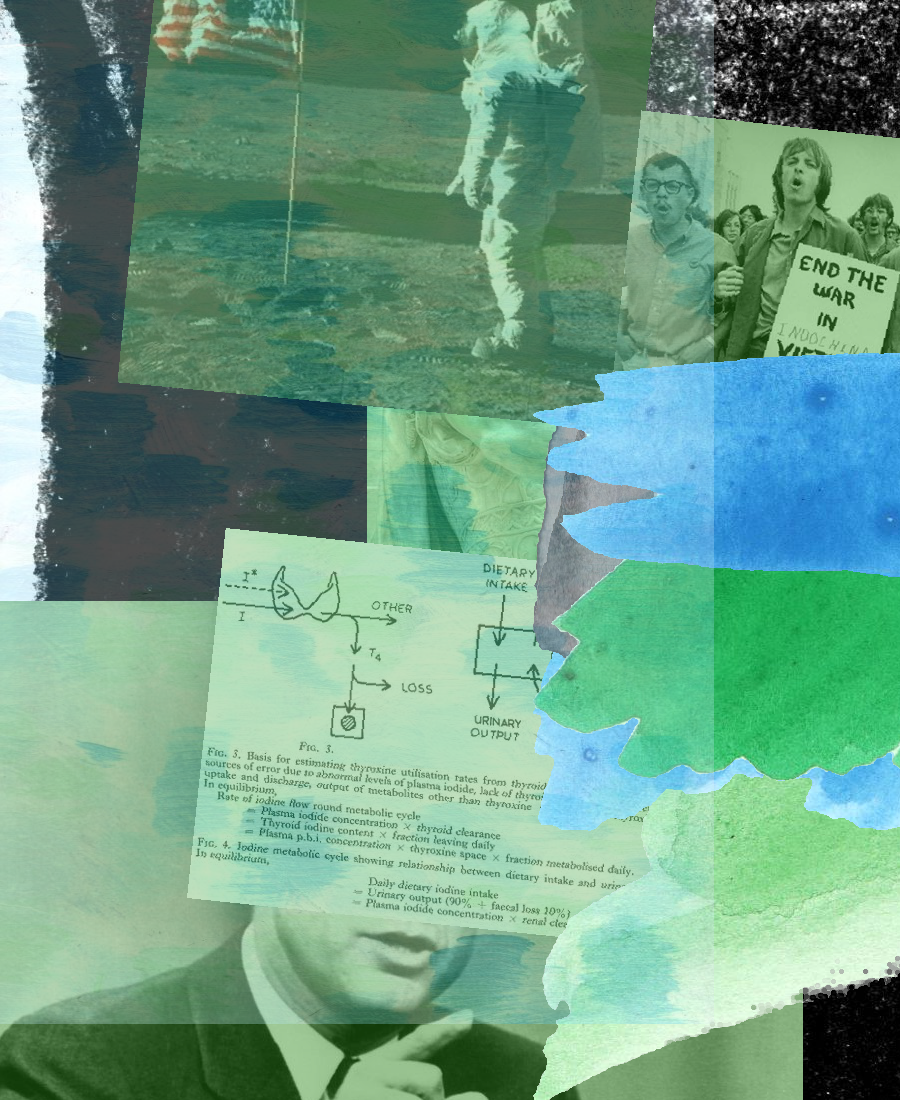 END THE
WAR
IN
INDOCHINA
DIETARY
INTAKE
I*
I
OTHER
T4
LOSS
URINARY
OUTPUT
FIG. 3.
FIG. 3. Basis for estimating thyroxine utilisation rates from thyroid
sources of error due to abnormal levels of plasma iodide, lack of
uptake and discharge, output of metabolites other than thyroxine
In equilibrium,
Rate of iodine flow round metabolic cycle
= Plasma iodide concentration × thyroid clearance
= Thyroid iodine content × fraction leaving daily
= Plasma p.b.i. concentration × thyroxine space × fraction metabolised daily.
FIG. 4. Iodine metabolic cycle showing relationship between dietary intake and
In equilibrium,
Daily dietary iodine intake
= Urinary output (90% ÷ faecal loss 10%)
= Plasma iodide concentration × renal